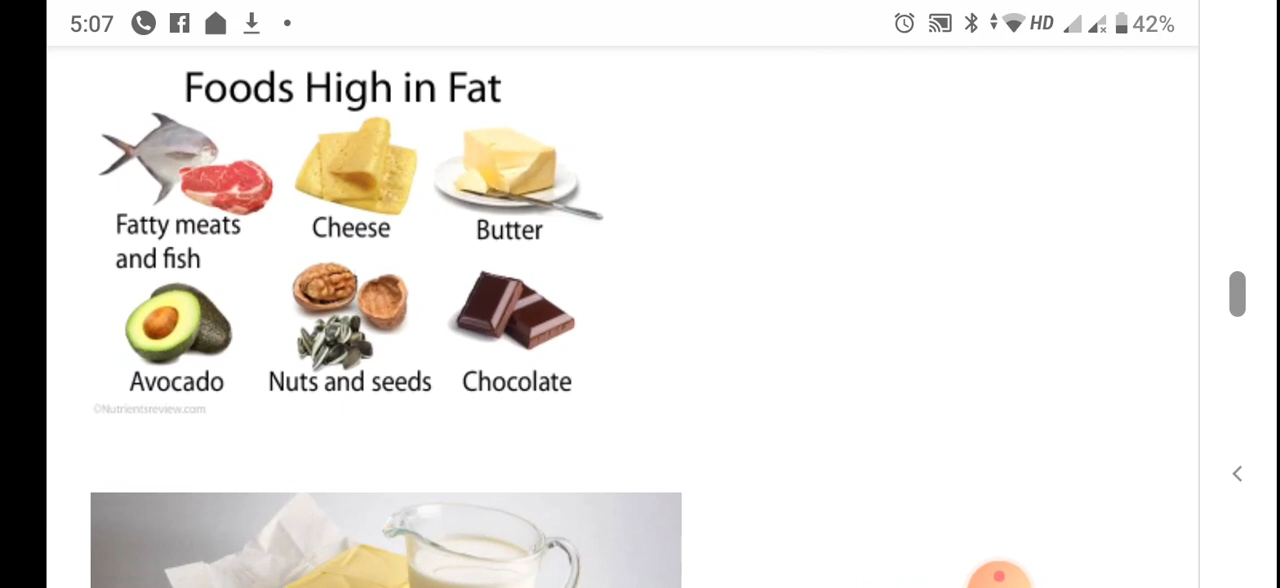 5:07 HD 42%
Foods High in Fat
Fatty meats
and fish
Cheese
Butter
Avocado
Nuts and seeds
Chocolate
©Nutrientsreview.com